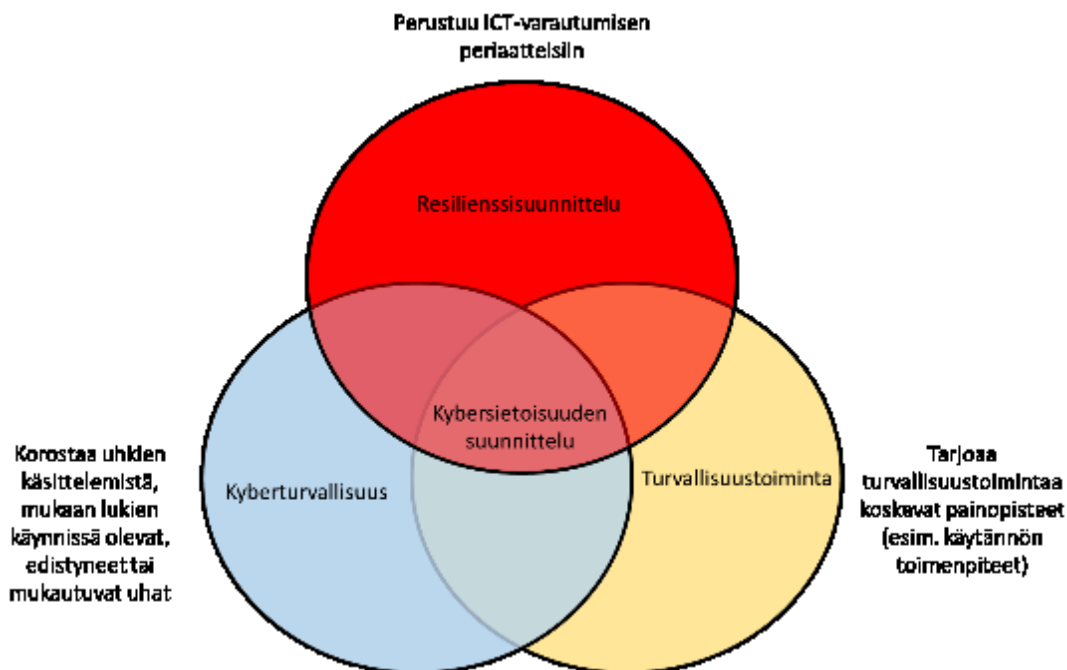 Perustuu ICT-varautumisen
periaatteisiin
Resilienssisuunnittelu
Kybersietoisuuden
suunnittelu
Korostaa uhkien
käsittelemistä,
mukaan lukien
käynnissä olevat,
edistyneet tai
mukautuvat uhat
Kyberturvallisuus
Turvallisuustoiminta
Tarjoaa
turvallisuustoimintaa
koskevat painopisteet
(esim. käytännön
toimenpiteet)